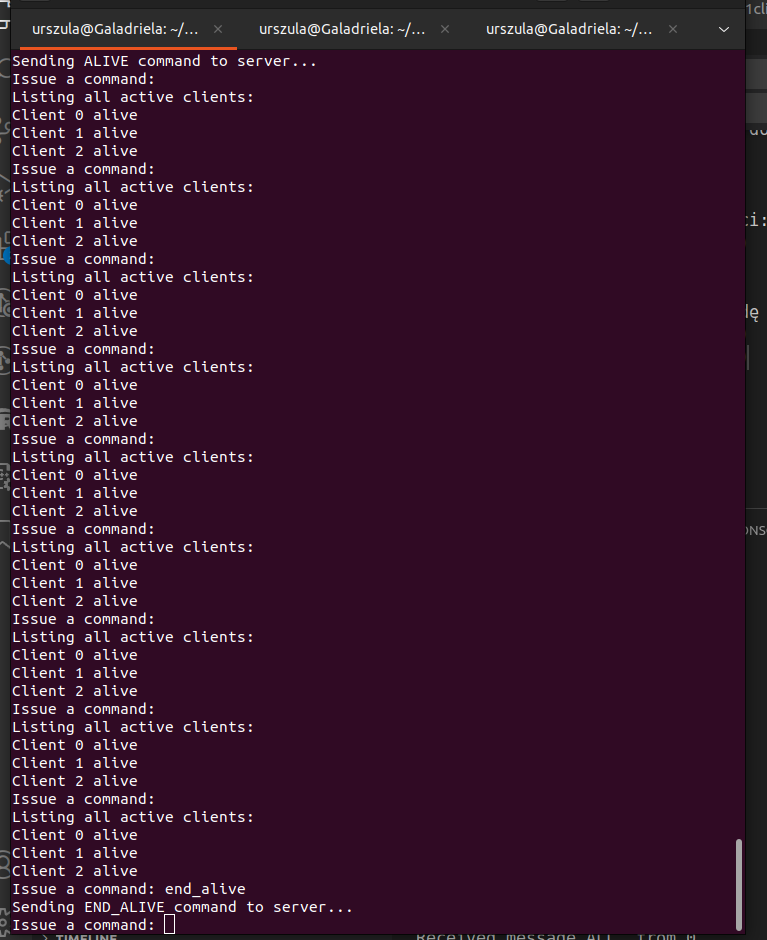 1cli
urszula@Galadriela: ~/... × urszula@Galadriela: ~/... × urszula@Galadriela: ~/... ×
Sending ALIVE command to server...
Issue a command:
Listing all active clients:
Client 0 alive
Client 1 alive
Client 2 alive
Issue a command:
Listing all active clients:
Client 0 alive
Client 1 alive
Client 2 alive
Issue a command:
Listing all active clients:
Client 0 alive
Client 1 alive
Client 2 alive
Issue a command:
Listing all active clients:
Client 0 alive
Client 1 alive
Client 2 alive
Issue a command:
Listing all active clients:
Client 0 alive
Client 1 alive
Client 2 alive
Issue a command:
Listing all active clients:
Client 0 alive
Client 1 alive
Client 2 alive
Issue a command:
Listing all active clients:
Client 0 alive
Client 1 alive
Client 2 alive
Issue a command:
Listing all active clients:
Client 0 alive
Client 1 alive
Client 2 alive
Issue a command:
Listing all active clients:
Client 0 alive
Client 1 alive
Client 2 alive
Issue a command: end_alive
Sending END_ALIVE command to server...
Issue a command:
TIMELINE
Received message ALL from 0